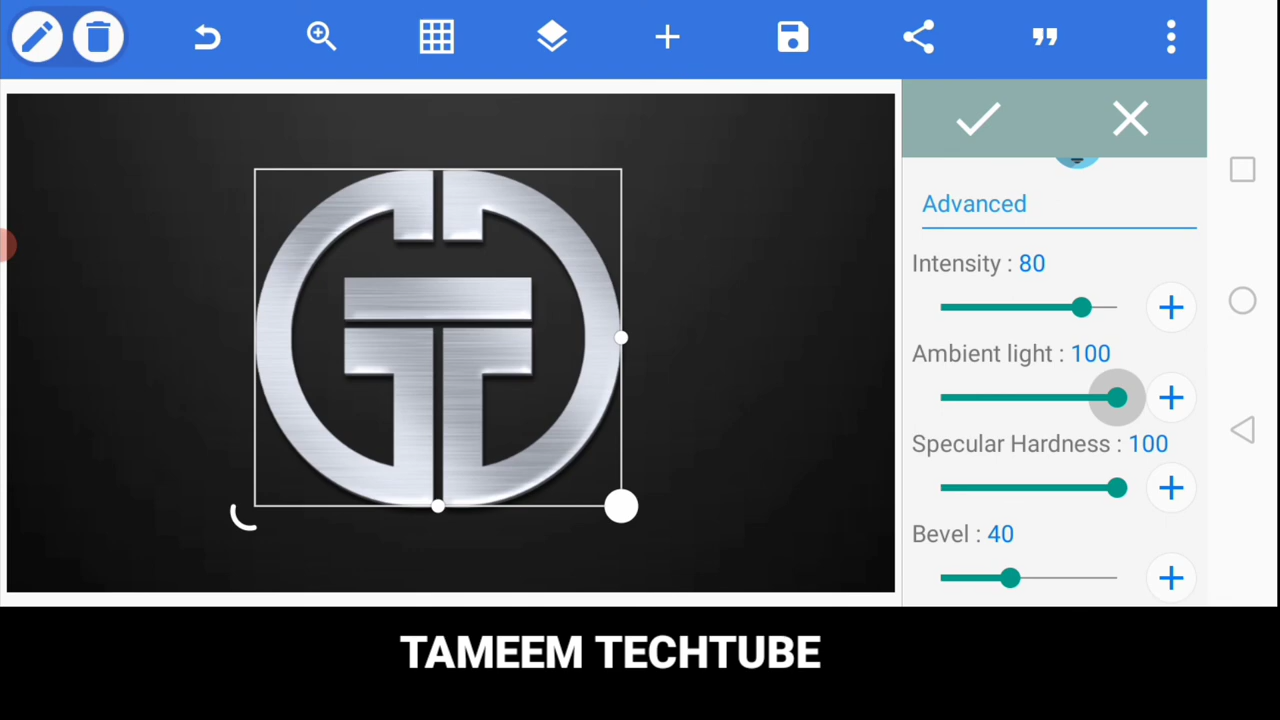 Advanced
Intensity : 80
Ambient light : 100
Specular Hardness : 100
Bevel : 40
TAMEEM TECHTUBE